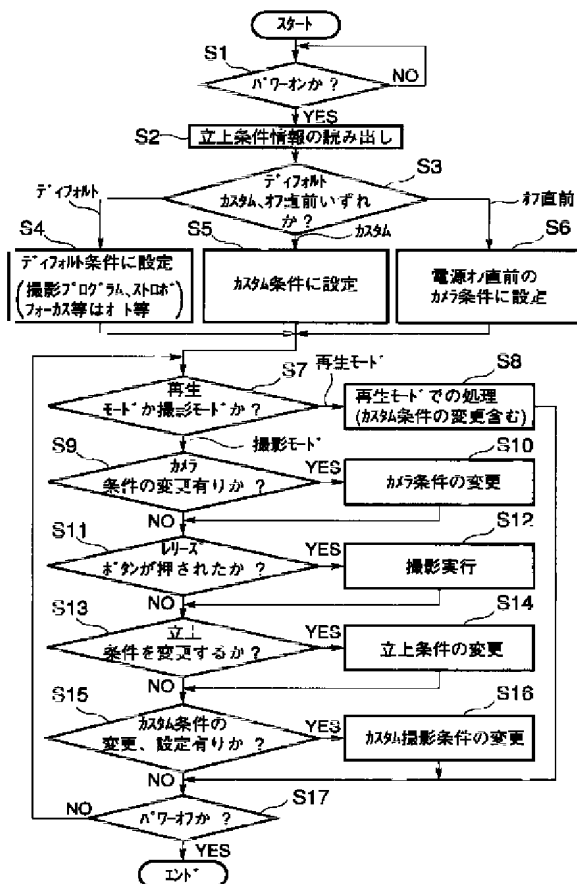 スタート
S1
パワーオンか？
NO
YES
S2
立上条件情報の読み出し
S3
ディフォルト
カスタム、オフ直前いずれ
か？
ディフォルト
カスタム
オフ直前
S4
ディフォルト条件に設定
(撮影プログラム、ストロボ
フォーカス等はオート等)
S5
カスタム条件に設定
S6
電源オフ直前の
カメラ条件に設定
S7
再生
モードか撮影モードか？
再生モード
撮影モード
S8
再生モードでの処理
(カスタム条件の変更含む)
S9
カメラ
条件の変更有りか？
YES
NO
S10
カメラ条件の変更
S11
レリーズ
ボタンが押されたか？
YES
NO
S12
撮影実行
S13
立上
条件を変更するか？
YES
NO
S14
立上条件の変更
S15
カスタム条件の
変更、設定有りか？
YES
NO
S16
カスタム撮影条件の変更
S17
パワーオフか？
NO
YES
エンド